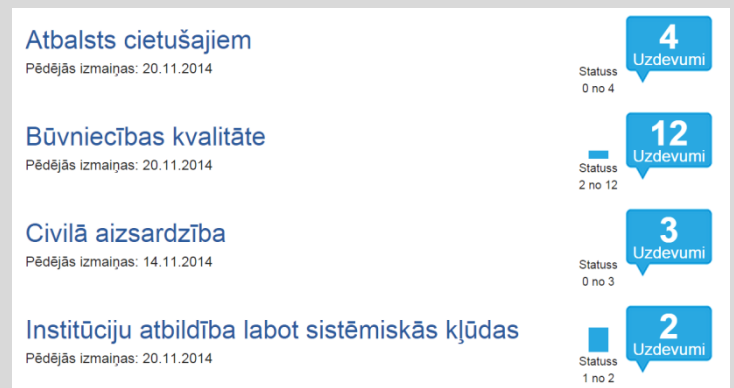 Atbalsts cietušajiem
Pēdējās izmaiņas: 20.11.2014
Statuss
0 no 4
4
Uzdevumi
Būvniecības kvalitāte
Pēdējās izmaiņas: 20.11.2014
Statuss
2 no 12
12
Uzdevumi
Civilā aizsardzība
Pēdējās izmaiņas: 14.11.2014
Statuss
0 no 3
3
Uzdevumi
Institūciju atbildība labot sistēmiskās kļūdas
Pēdējās izmaiņas: 20.11.2014
Statuss
1 no 2
2
Uzdevumi